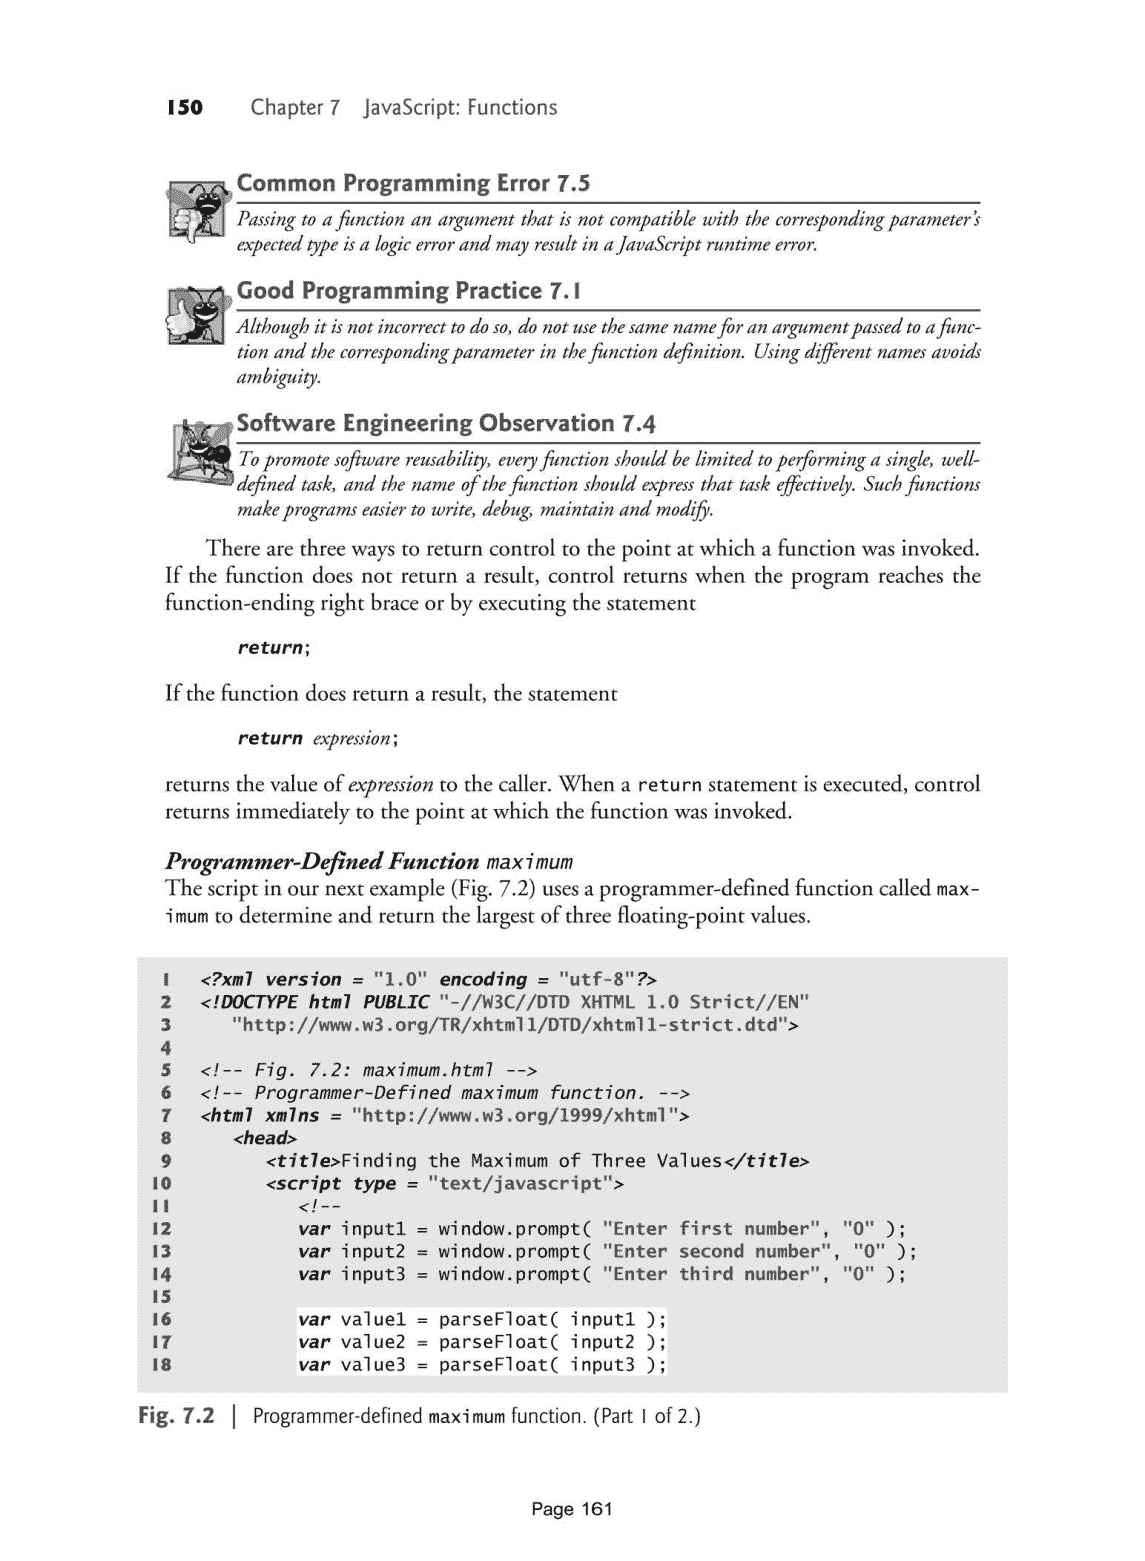 150 Chapter 7 JavaScript: Functions
Common Programming Error 7.5
Passing to a function an argument that is not compatible with the corresponding parameter's
expected type is a logic error and may result in a JavaScript runtime error.
Good Programming Practice 7.1
Although it is not incorrect to do so, do not use the same name for an argument passed to a func-
tion and the corresponding parameter in the function definition. Using different names avoids
ambiguity.
Software Engineering Observation 7.4
To promote software reusability, every function should be limited to performing a single, well-
defined task, and the name of the function should express that task effectively. Such functions
make programs easier to write, debug, maintain and modify.
There are three ways to return control to the point at which a function was invoked.
If the function does not return a result, control returns when the program reaches the
function-ending right brace or by executing the statement
return;
If the function does return a result, the statement
return expression;
returns the value of expression to the caller. When a return statement is executed, control
returns immediately to the point at which the function was invoked.
Programmer-Defined Function maximum
The script in our next example (Fig. 7.2) uses a programmer-defined function called max-
imum to determine and return the largest of three floating-point values.
1 <?xml version = "1.0" encoding = "utf-8"?>
2 <!DOCTYPE html PUBLIC "-//W3C//DTD XHTML 1.0 Strict//EN"
3 "http://www.w3.org/TR/xhtml1/DTD/xhtml1-strict.dtd">
4
5 <!-- Fig. 7.2: maximum.html -->
6 <!-- Programmer-Defined maximum function. -->
7 <html xmlns = "http://www.w3.org/1999/xhtml">
8 <head>
9 <title>Finding the Maximum of Three Values</title>
10 <script type = "text/javascript">
11 <!--
12 var input1 = window.prompt( "Enter first number", "0" );
13 var input2 = window.prompt( "Enter second number", "0" );
14 var input3 = window.prompt( "Enter third number", "0" );
15
16 var value1 = parseFloat( input1 );
17 var value2 = parseFloat( input2 );
18 var value3 = parseFloat( input3 );
Fig. 7.2 | Programmer-defined maximum function. (Part 1 of 2.)
Page 161